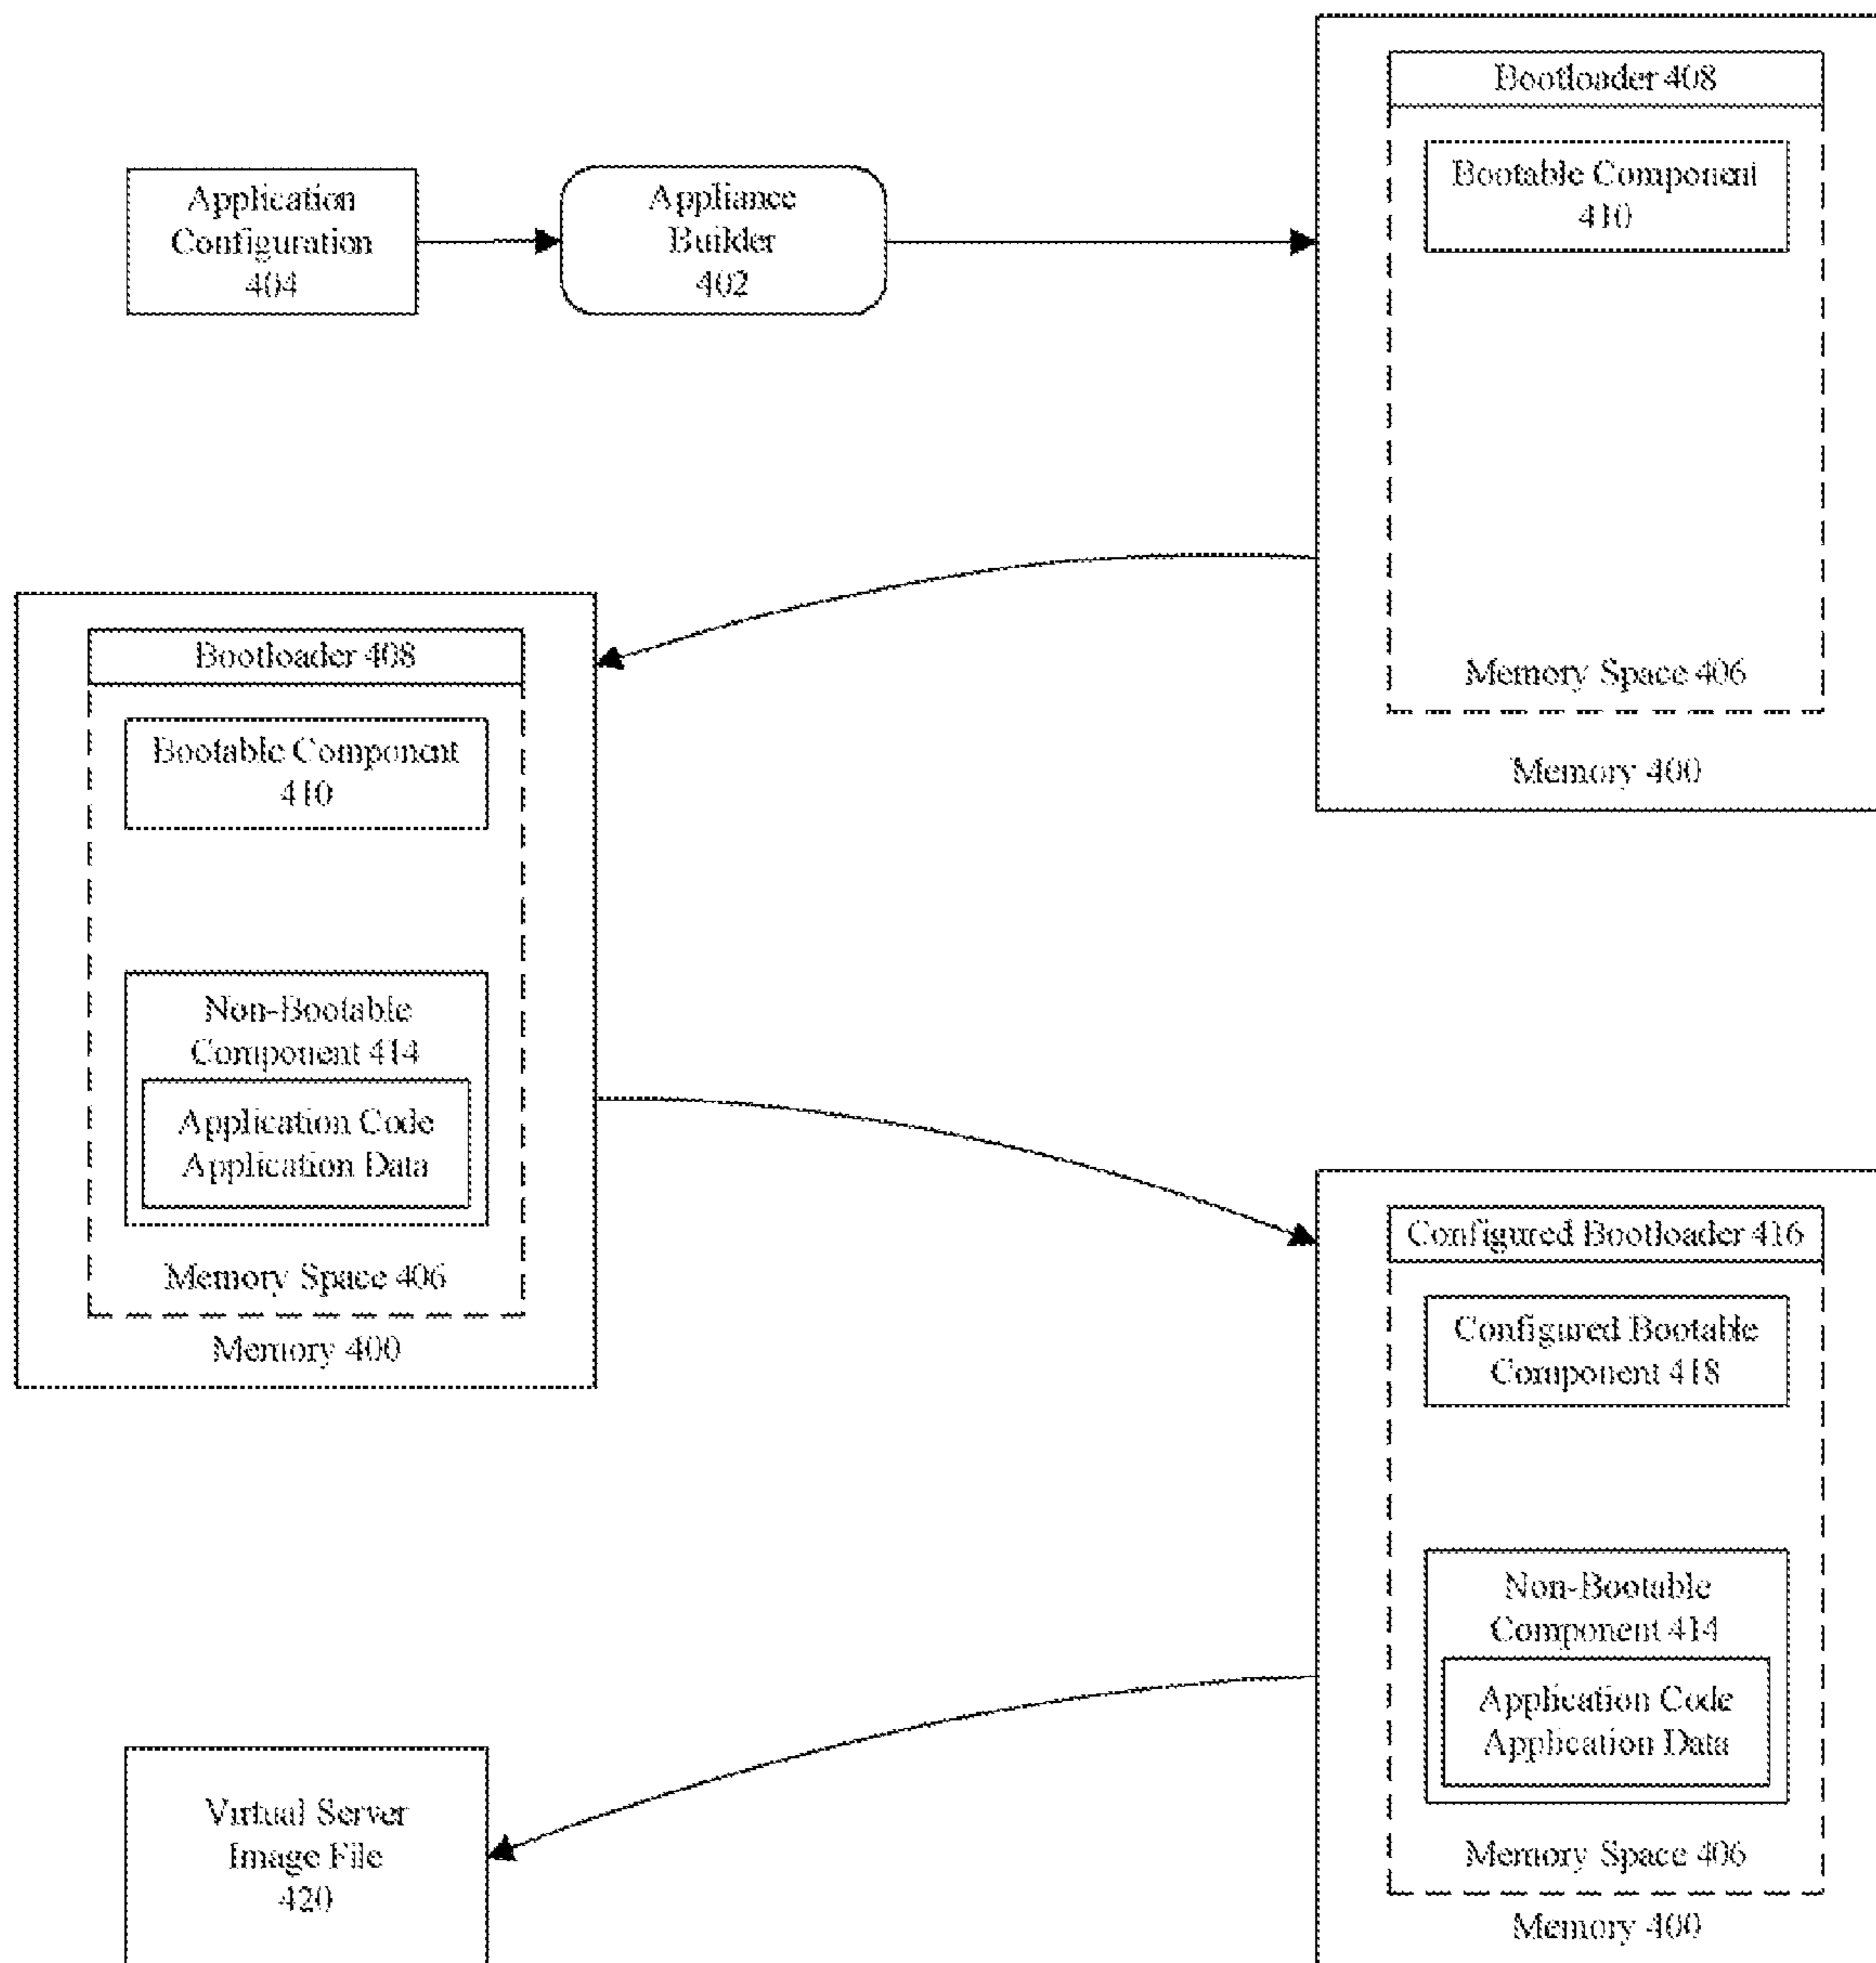 Application
Configuration
404
Appliance
Builder
402
Bootloader 408
Bootable Component
410
Memory Space 406
Memory 400
Bootloader 408
Bootable Component
410
Non-Bootable
Component 414
Application Code
Application Data
Memory Space 406
Memory 400
Configured Bootloader 416
Configured Bootable
Component 418
Non-Bootable
Component 414
Application Code
Application Data
Memory Space 406
Memory 400
Virtual Server
Image File
420